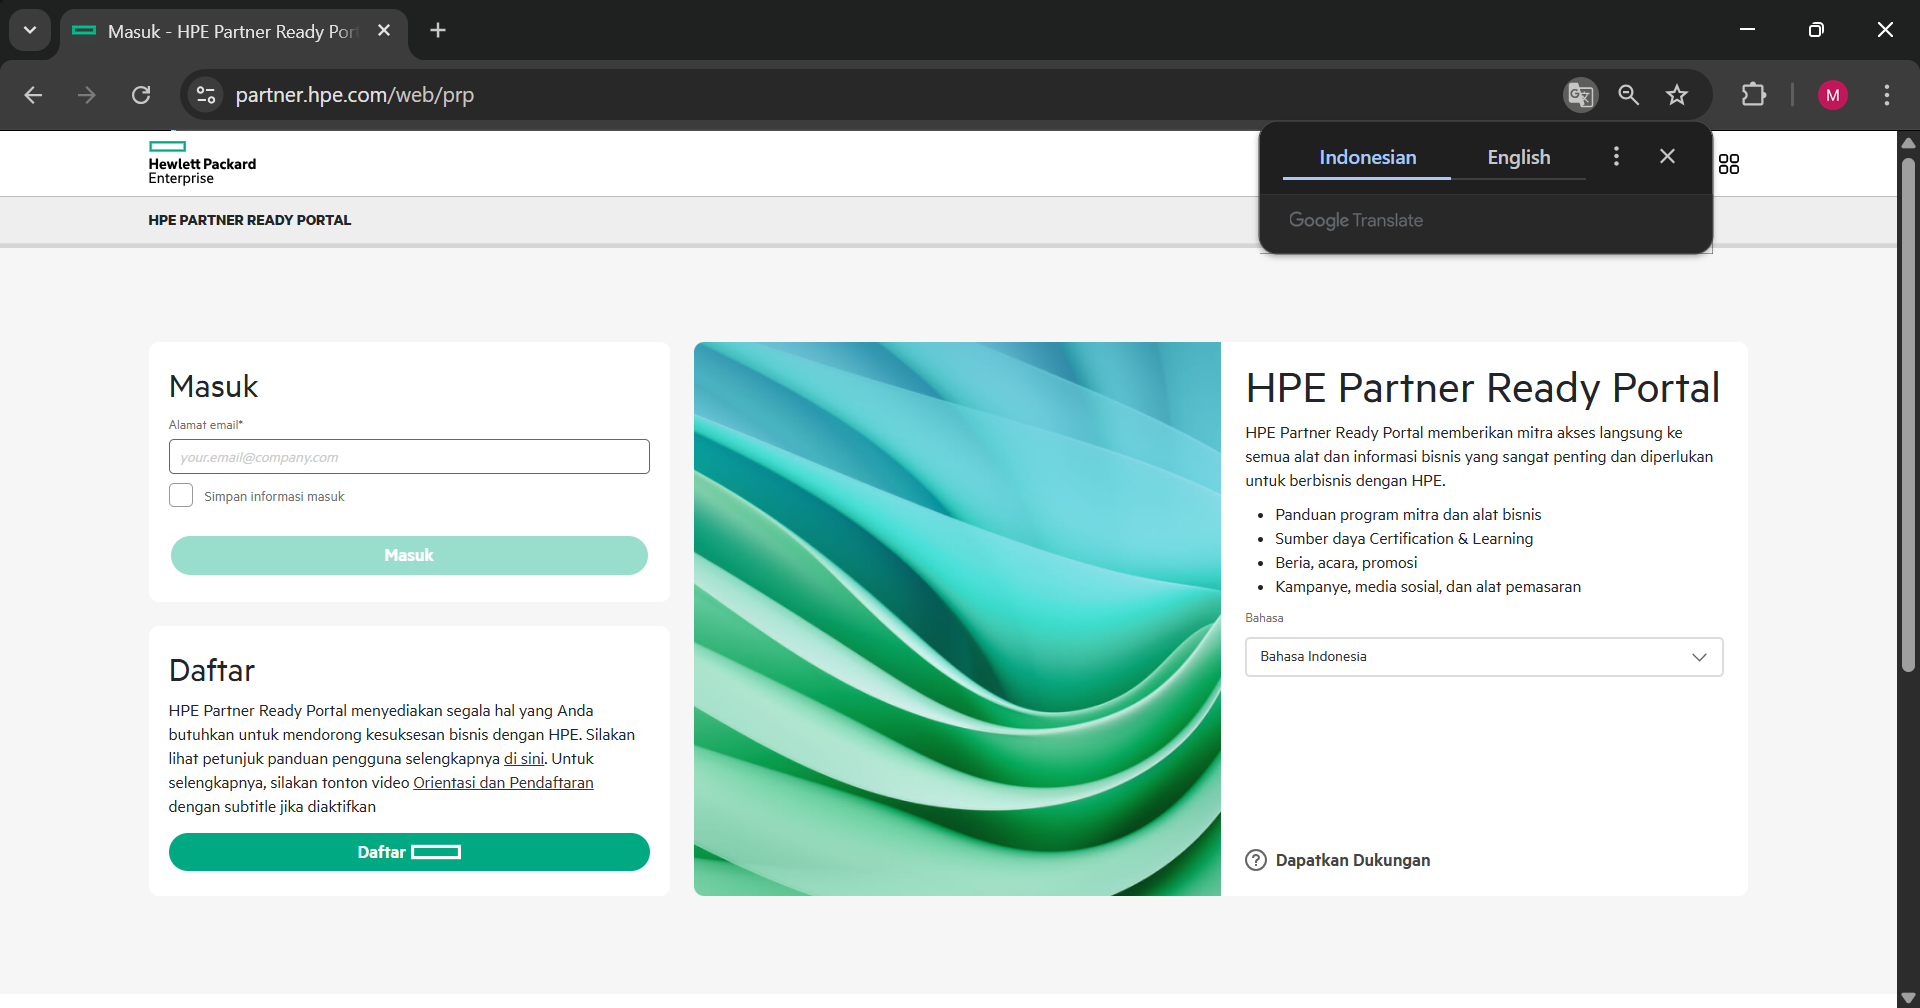 Masuk - HPE Partner Ready Por
partner.hpe.com/web/prp
M
Indonesian
English
Google Translate
Hewlett Packard
Enterprise
HPE PARTNER READY PORTAL
Masuk
Alamat email*
your.email@company.com
Simpan informasi masuk
Masuk
Daftar
HPE Partner Ready Portal menyediakan segala hal yang Anda
butuhkan untuk mendorong kesuksesan bisnis dengan HPE. Silakan
lihat petunjuk panduan pengguna selengkapnya di sini. Untuk
selengkapnya, silakan tonton video Orientasi dan Pendaftaran
dengan subtitle jika diaktifkan
Daftar
HPE Partner Ready Portal
HPE Partner Ready Portal memberikan mitra akses langsung ke
semua alat dan informasi bisnis yang sangat penting dan diperlukan
untuk berbisnis dengan HPE.
• Panduan program mitra dan alat bisnis
• Sumber daya Certification & Learning
• Beria, acara, promosi
• Kampanye, media sosial, dan alat pemasaran
Bahasa
Bahasa Indonesia
Dapatkan Dukungan